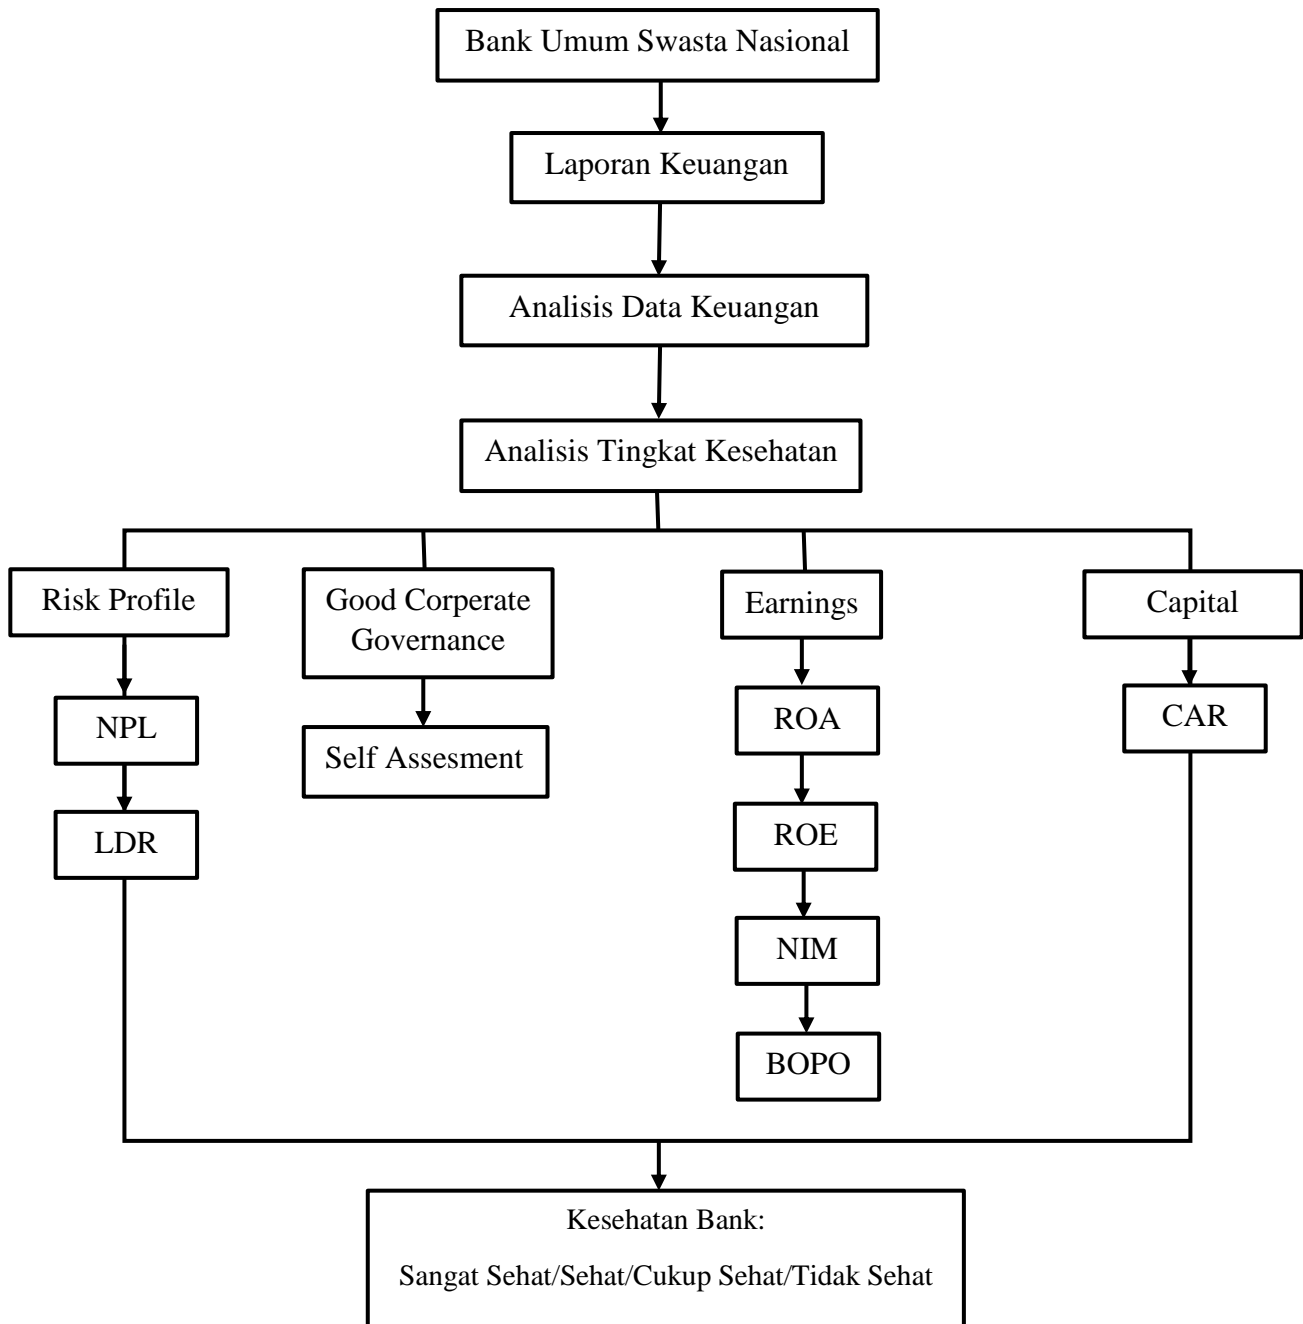 Bank Umum Swasta Nasional
Laporan Keuangan
Analisis Data Keuangan
Analisis Tingkat Kesehatan
Risk Profile
NPL
LDR
Good Corperate
Governance
Self Assesment
Earnings
ROA
ROE
NIM
BOPO
Capital
CAR
Kesehatan Bank:
Sangat Sehat/Sehat/Cukup Sehat/Tidak Sehat